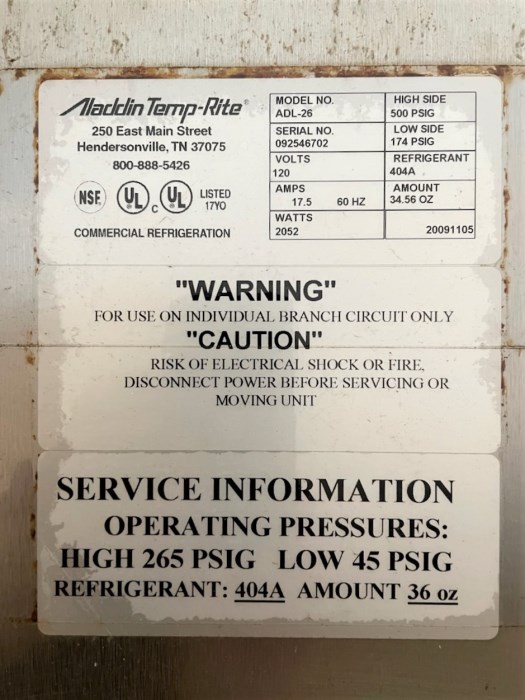 Aladdin Temp-Rite®
250 East Main Street
Hendersonville, TN 37075
800-888-5426
NSF
UL
C UL
LISTED
17YO
COMMERCIAL REFRIGERATION
MODEL NO.
ADL-26
HIGH SIDE
500 PSIG
SERIAL NO.
092546702
LOW SIDE
174 PSIG
VOLTS
120
REFRIGERANT
404A
AMPS
17.5 60 HZ
AMOUNT
34.56 OZ
WATTS
2052
20091105
"WARNING"
FOR USE ON INDIVIDUAL BRANCH CIRCUIT ONLY
"CAUTION"
RISK OF ELECTRICAL SHOCK OR FIRE,
DISCONNECT POWER BEFORE SERVICING OR
MOVING UNIT
SERVICE INFORMATION
OPERATING PRESSURES:
HIGH 265 PSIG LOW 45 PSIG
REFRIGERANT: 404A AMOUNT 36 oz